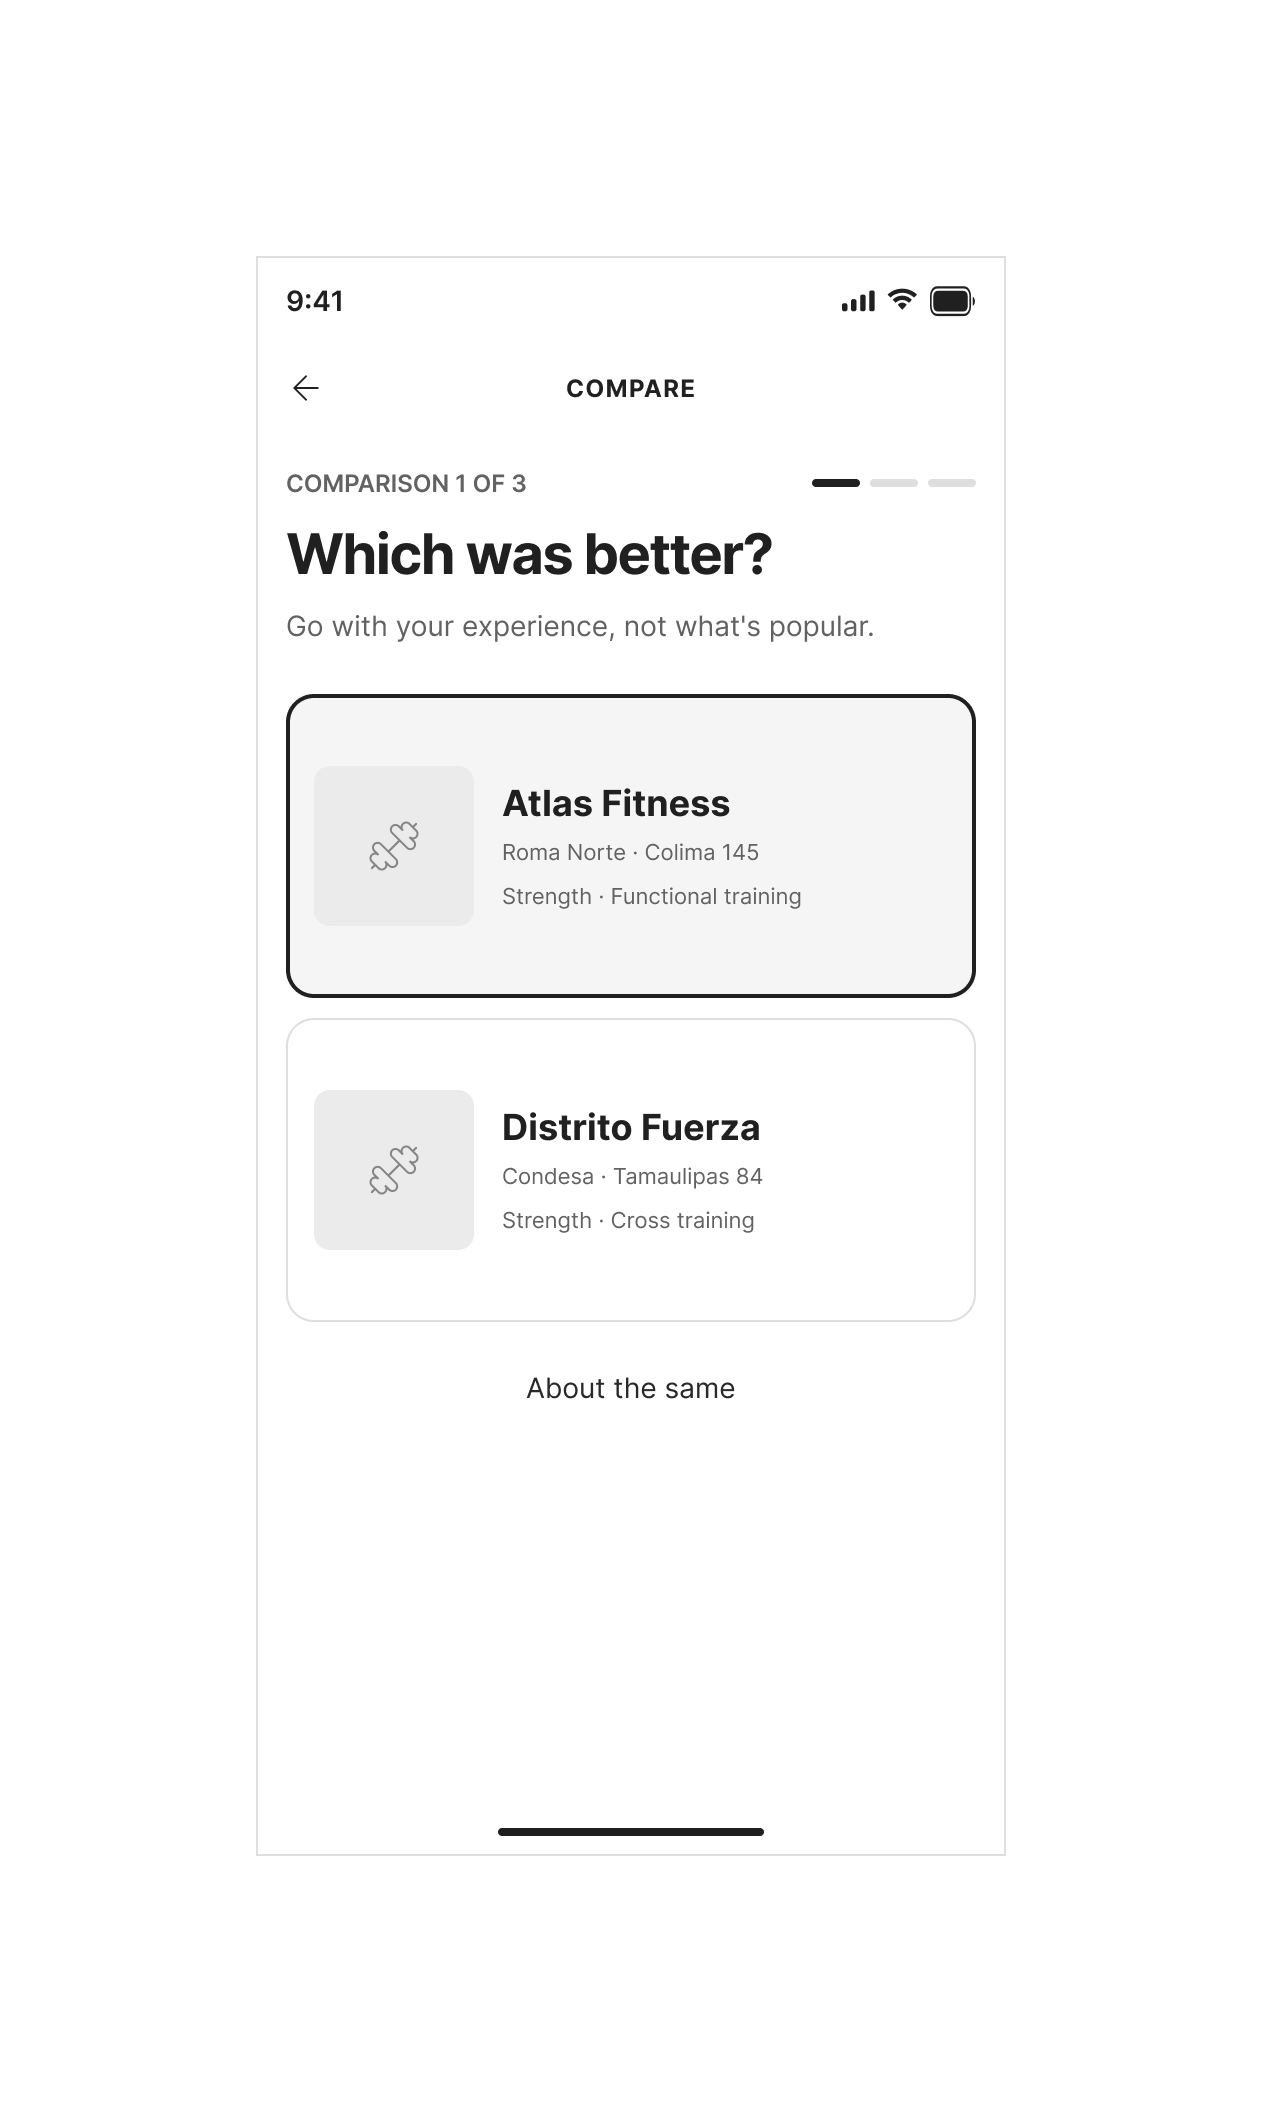 9:41
COMPARE
COMPARISON 1 OF 3
Which was better?
Go with your experience, not what's popular.
Atlas Fitness
Roma Norte · Colima 145
Strength · Functional training
Distrito Fuerza
Condesa · Tamaulipas 84
Strength · Cross training
About the same